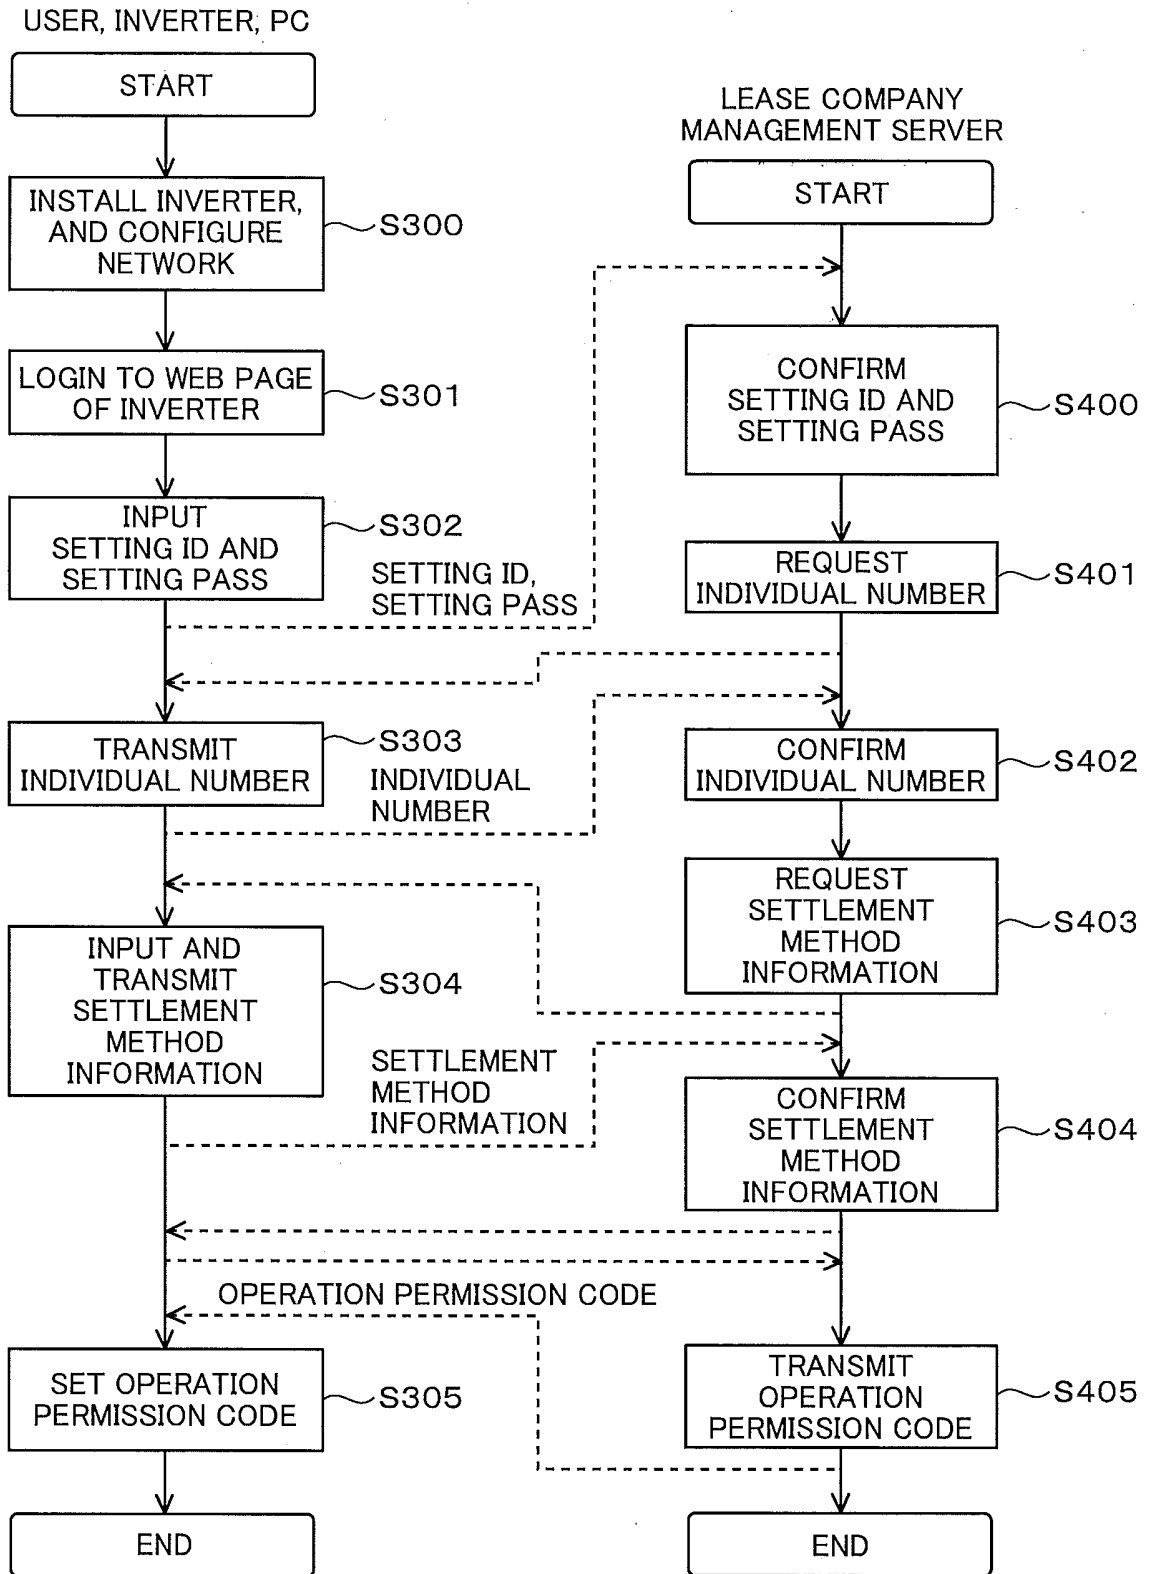 USER, INVERTER, PC
START
INSTALL INVERTER,
AND CONFIGURE
NETWORK
S300
LOGIN TO WEB PAGE
OF INVERTER
S301
INPUT
SETTING ID AND
SETTING PASS
S302
SETTING ID,
SETTING PASS
TRANSMIT
INDIVIDUAL NUMBER
S303
INDIVIDUAL
NUMBER
INPUT AND
TRANSMIT
SETTLEMENT
METHOD
INFORMATION
S304
SETTLEMENT
METHOD
INFORMATION
OPERATION PERMISSION CODE
SET OPERATION
PERMISSION CODE
S305
END
LEASE COMPANY
MANAGEMENT SERVER
START
CONFIRM
SETTING ID AND
SETTING PASS
S400
REQUEST
INDIVIDUAL NUMBER
S401
CONFIRM
INDIVIDUAL NUMBER
S402
REQUEST
SETTLEMENT
METHOD
INFORMATION
S403
CONFIRM
SETTLEMENT
METHOD
INFORMATION
S404
TRANSMIT
OPERATION
PERMISSION CODE
S405
END